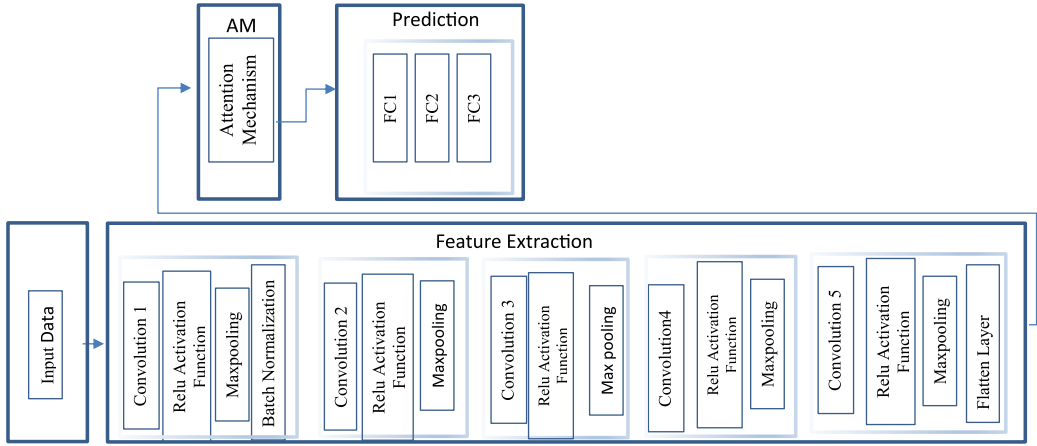 AM
Attention
Mechanism
Prediction
FC1
FC2
FC3
Input Data
Feature Extraction
Convolution 1
Relu Activation
Function
Maxpooling
Batch Normalization
Convolution 2
Relu Activation
Function
Maxpooling
Convolution 3
Relu Activation
Function
Max pooling
Convolution4
Relu Activation
Function
Maxpooling
Convolution 5
Relu Activation
Function
Maxpooling
Flatten Layer